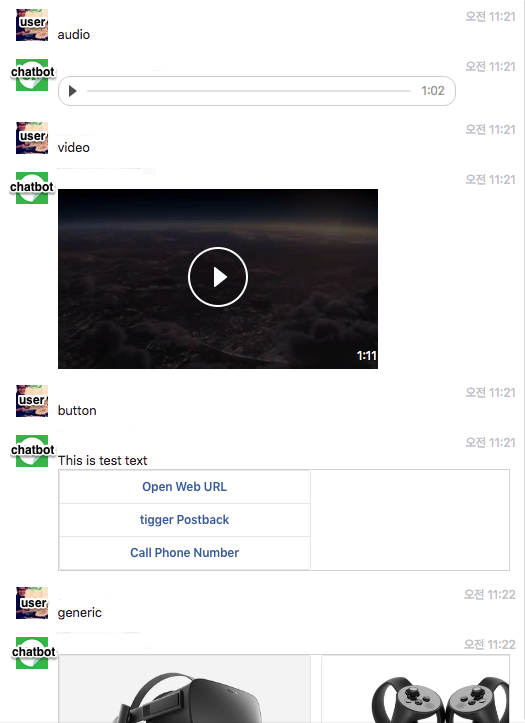 user
오전 11:21
audio
chatbot
오전 11:21
1:02
user
오전 11:21
video
chatbot
오전 11:21
1:11
user
오전 11:21
button
chatbot
오전 11:21
This is test text
Open Web URL
tigger Postback
Call Phone Number
user
오전 11:22
generic
chatbot
오전 11:22